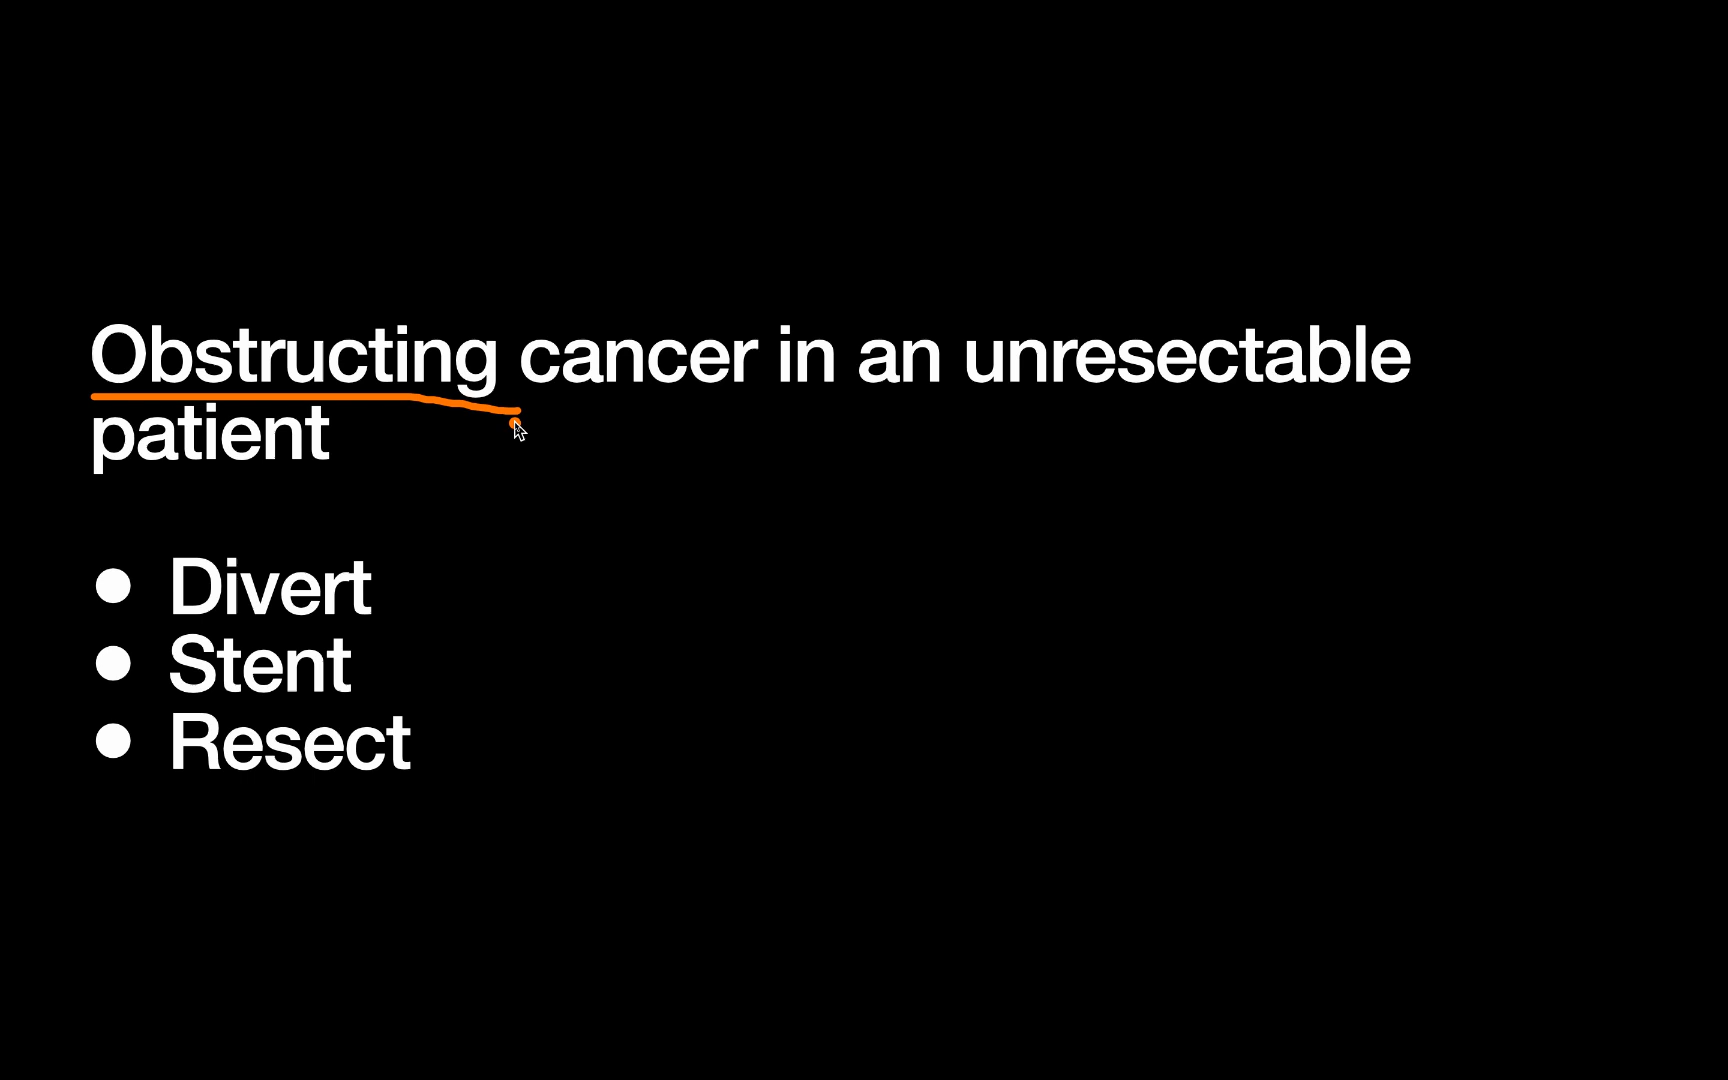 Obstructing cancer in an unresectable
patient
● Divert
● Stent
● Resect